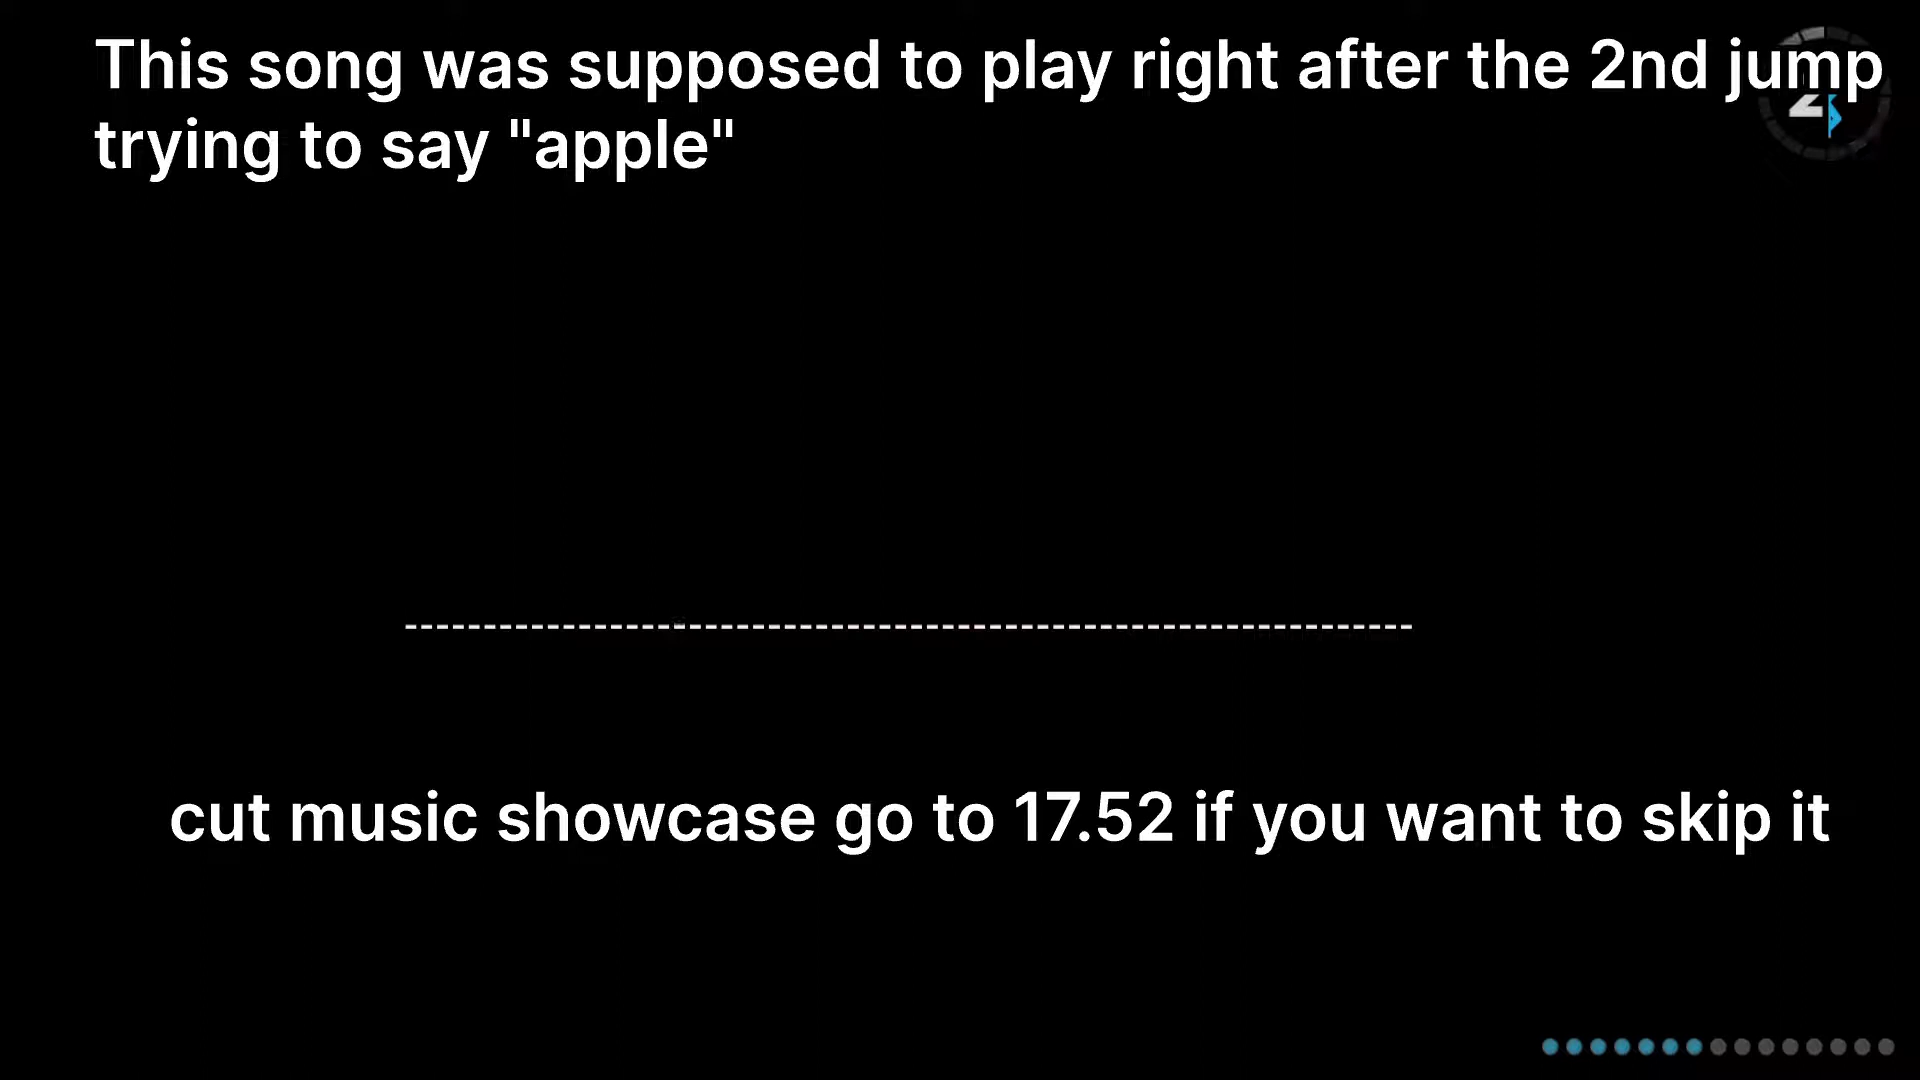 This song was supposed to play right after the 2nd jump
trying to say "apple"
----------------------------------------------------------------
cut music showcase go to 17.52 if you want to skip it